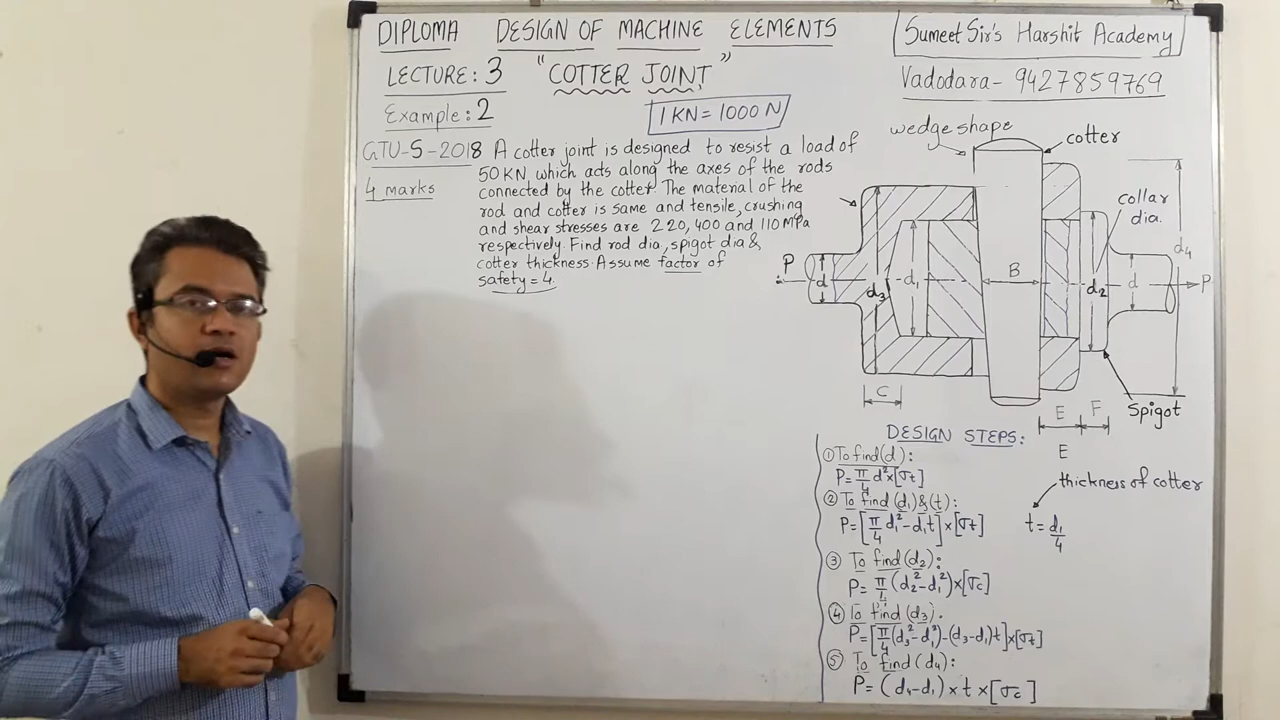 DIPLOMA DESIGN OF MACHINE ELEMENTS
LECTURE: 3 "COTTER JOINT"
Example: 2
1 KN = 1000 N
Sumeet Sir's Harshit Academy
Vadodara - 9427859769
GTU-S-2018 A cotter joint is designed to resist a load of
4 marks
50 KN which acts along the axes of the rods
connected by the cotter. The material of the
rod and cotter is same and tensile, crushing
and shear stresses are 220, 400 and 110 MPa
respectively. Find rod dia, spigot dia &
cotter thickness. Assume factor of
safety = 4.
wedge shape
cotter
collar
dia.
P
d
d3
d1
B
d2
d
d4
P
C
E
F
Spigot
E
DESIGN STEPS:
① To find (d):
P = π/4 d² × [σt]
② To find (d1) & (t):
P = [π/4 d1² - d1t] × [σt]
thickness of cotter
t = d1/4
③ To find (d2):
P = π/4 (d2² - d1²) × [σc]
④ To find (d3).
P = [π/4 (d3² - d1²) - (d3 - d1)t] × [σt]
⑤ To find (d4):
P = (d4 - d1) × t × [σc]